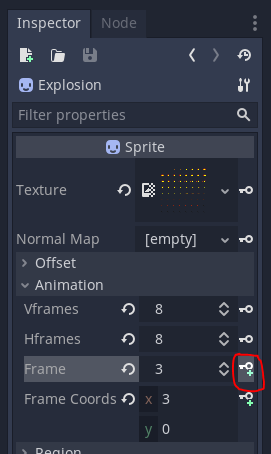 Inspector Node
Explosion
Filter properties
Sprite
Texture
Normal Map [empty]
Offset
Animation
Vframes 8
Hframes 8
Frame 3
Frame Coords x 3
y 0
Region